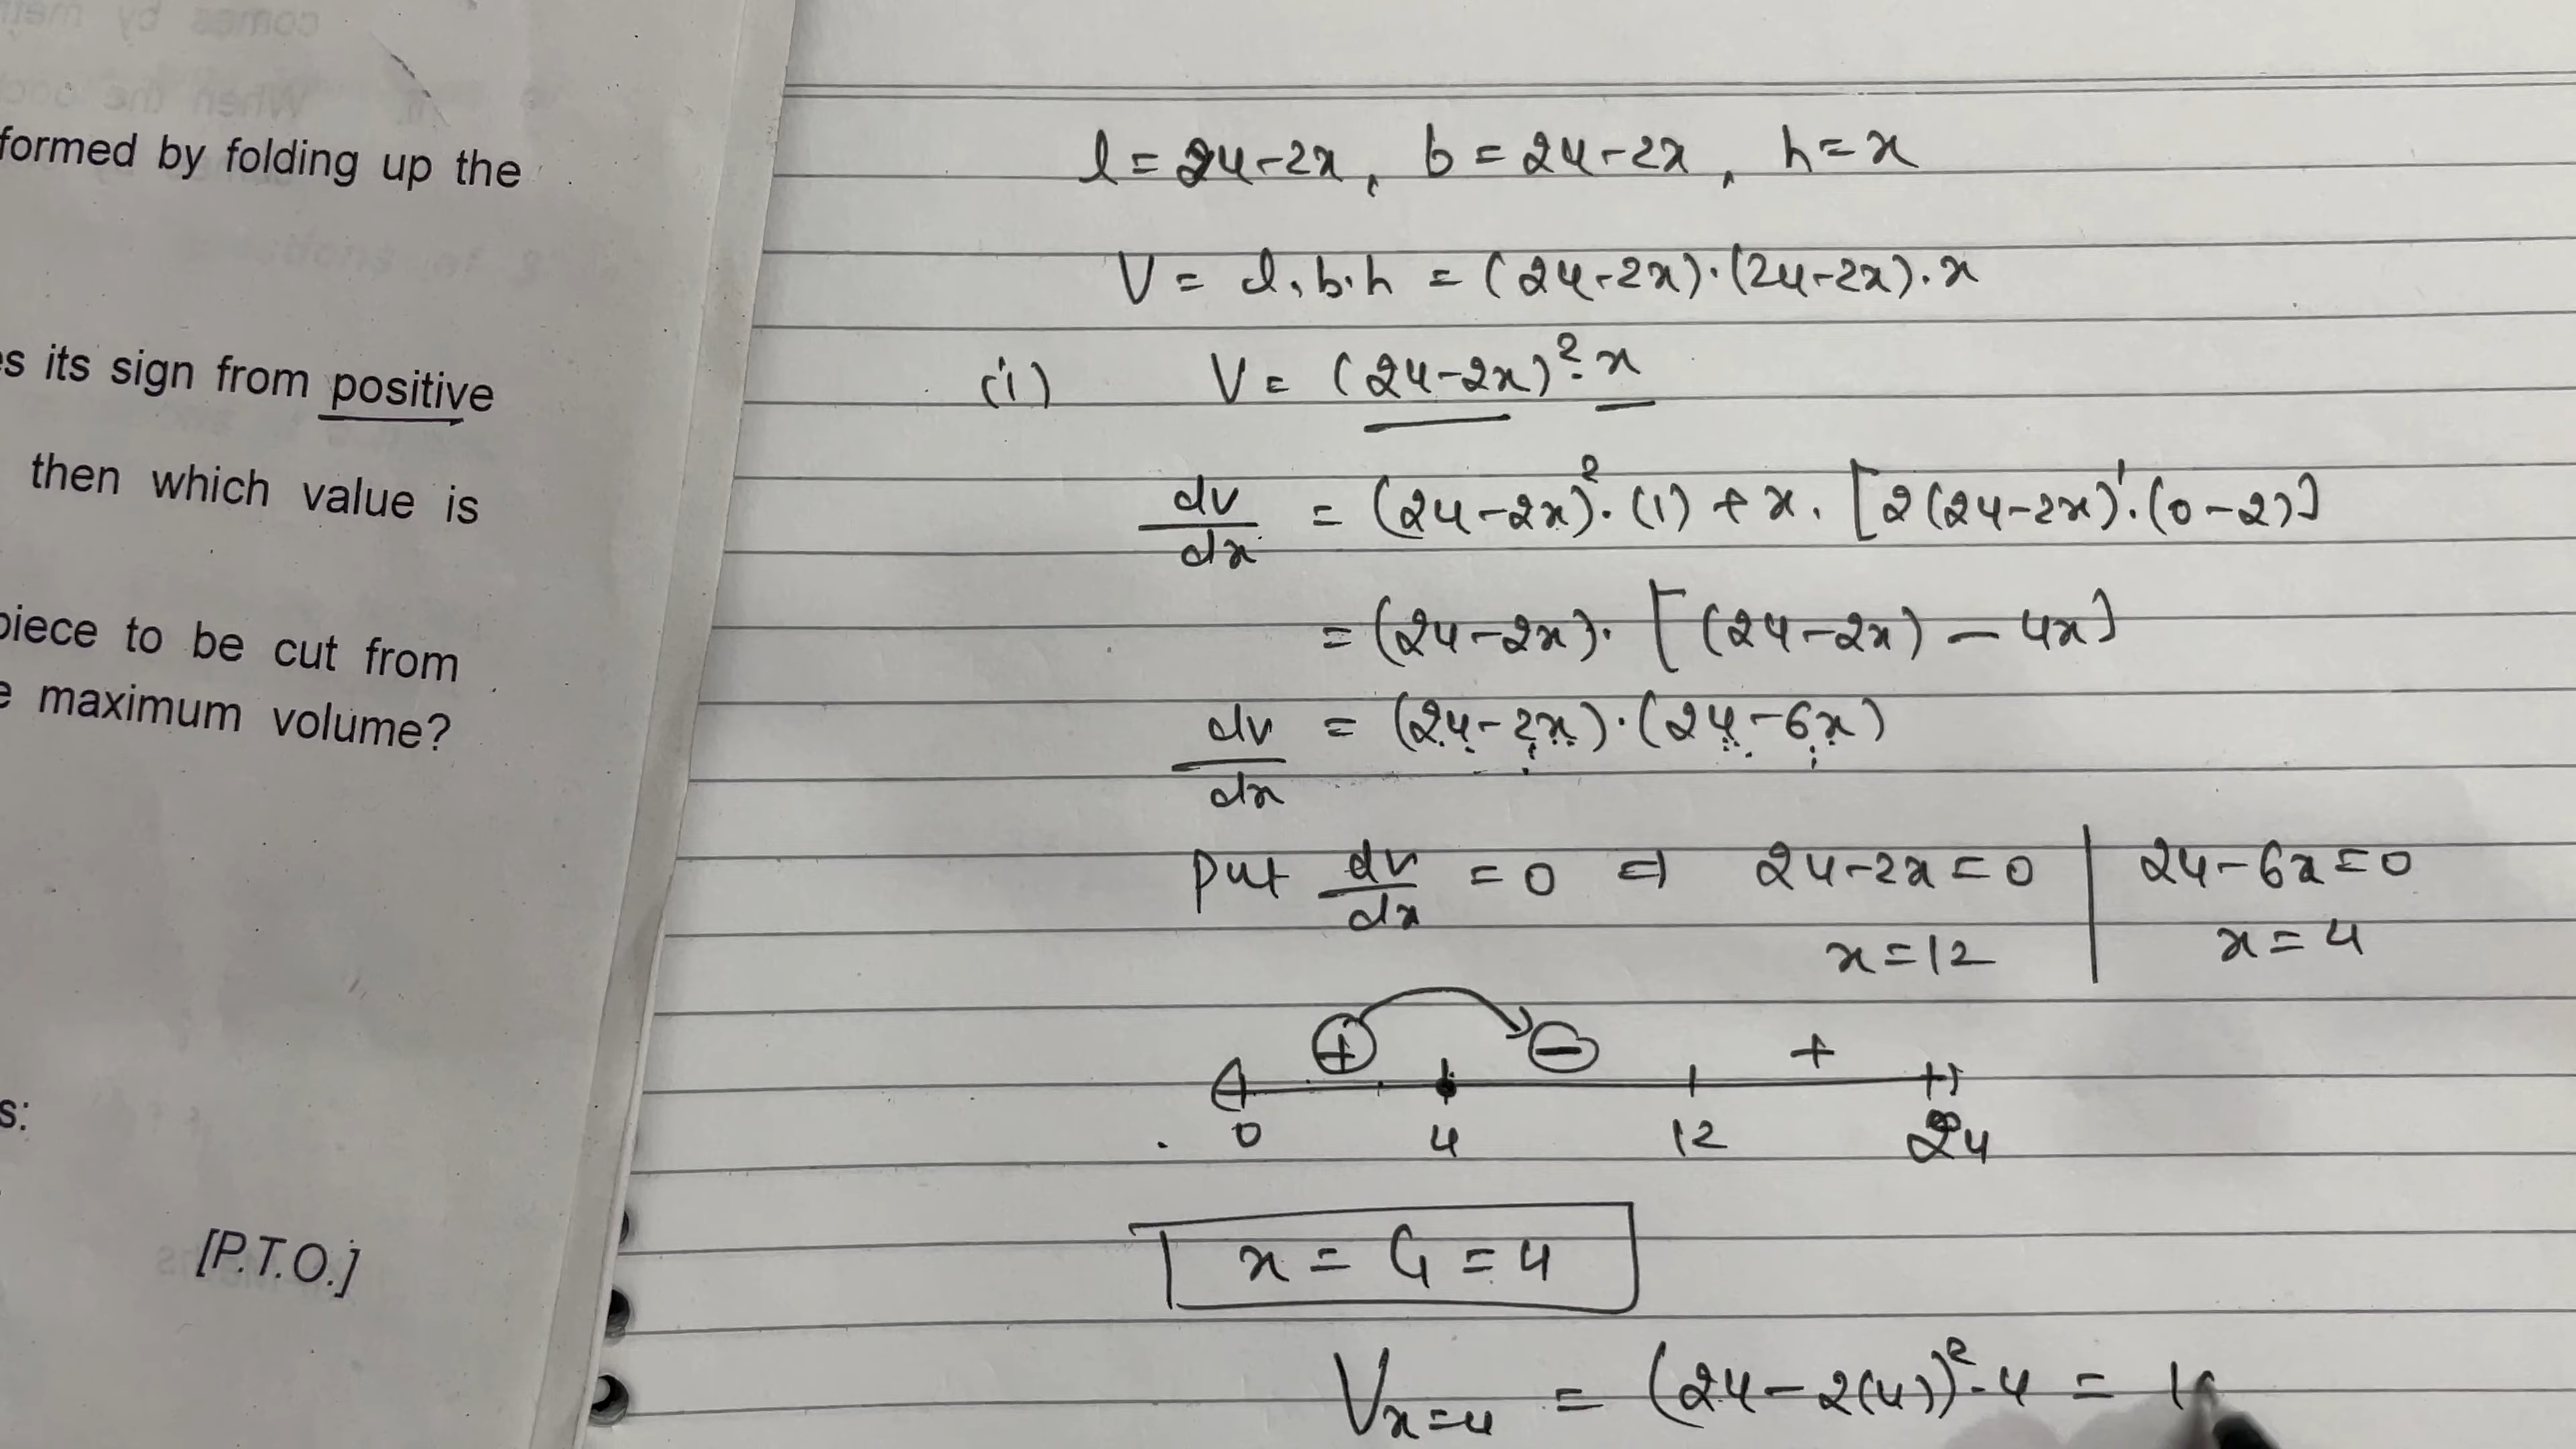 formed by folding up the
s its sign from positive
then which value is
piece to be cut from
e maximum volume?
s:
[P.T.O.]
l = 24-2x, b = 24-2x, h = x
V = l.b.h = (24-2x)·(24-2x).x
(i) V = (24-2x)²·x
dv/dx = (24-2x)²·(1) + x.[2(24-2x)¹·(0-2)]
= (24-2x)·[(24-2x) - 4x]
dv/dx = (24-2x)·(24-6x)
Put dv/dx = 0 ⇒ 24-2x=0 | 24-6x=0
x=12 | x=4
+ - +
0 4 12 24
x = C₁ = 4
Vx=4 = (24-2(4))²·4 =